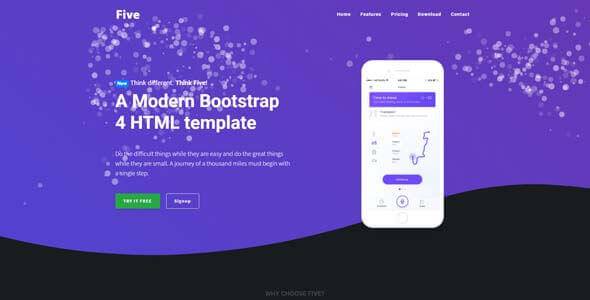 Five
Home Features Pricing Download Contact
New Think different. Think Five!
A Modern Bootstrap
4 HTML template
Do the difficult things while they are easy and do the great things
while they are small. A journey of a thousand miles must begin with
a single step.
TRY IT FREE Signup
WHY CHOOSE FIVE?